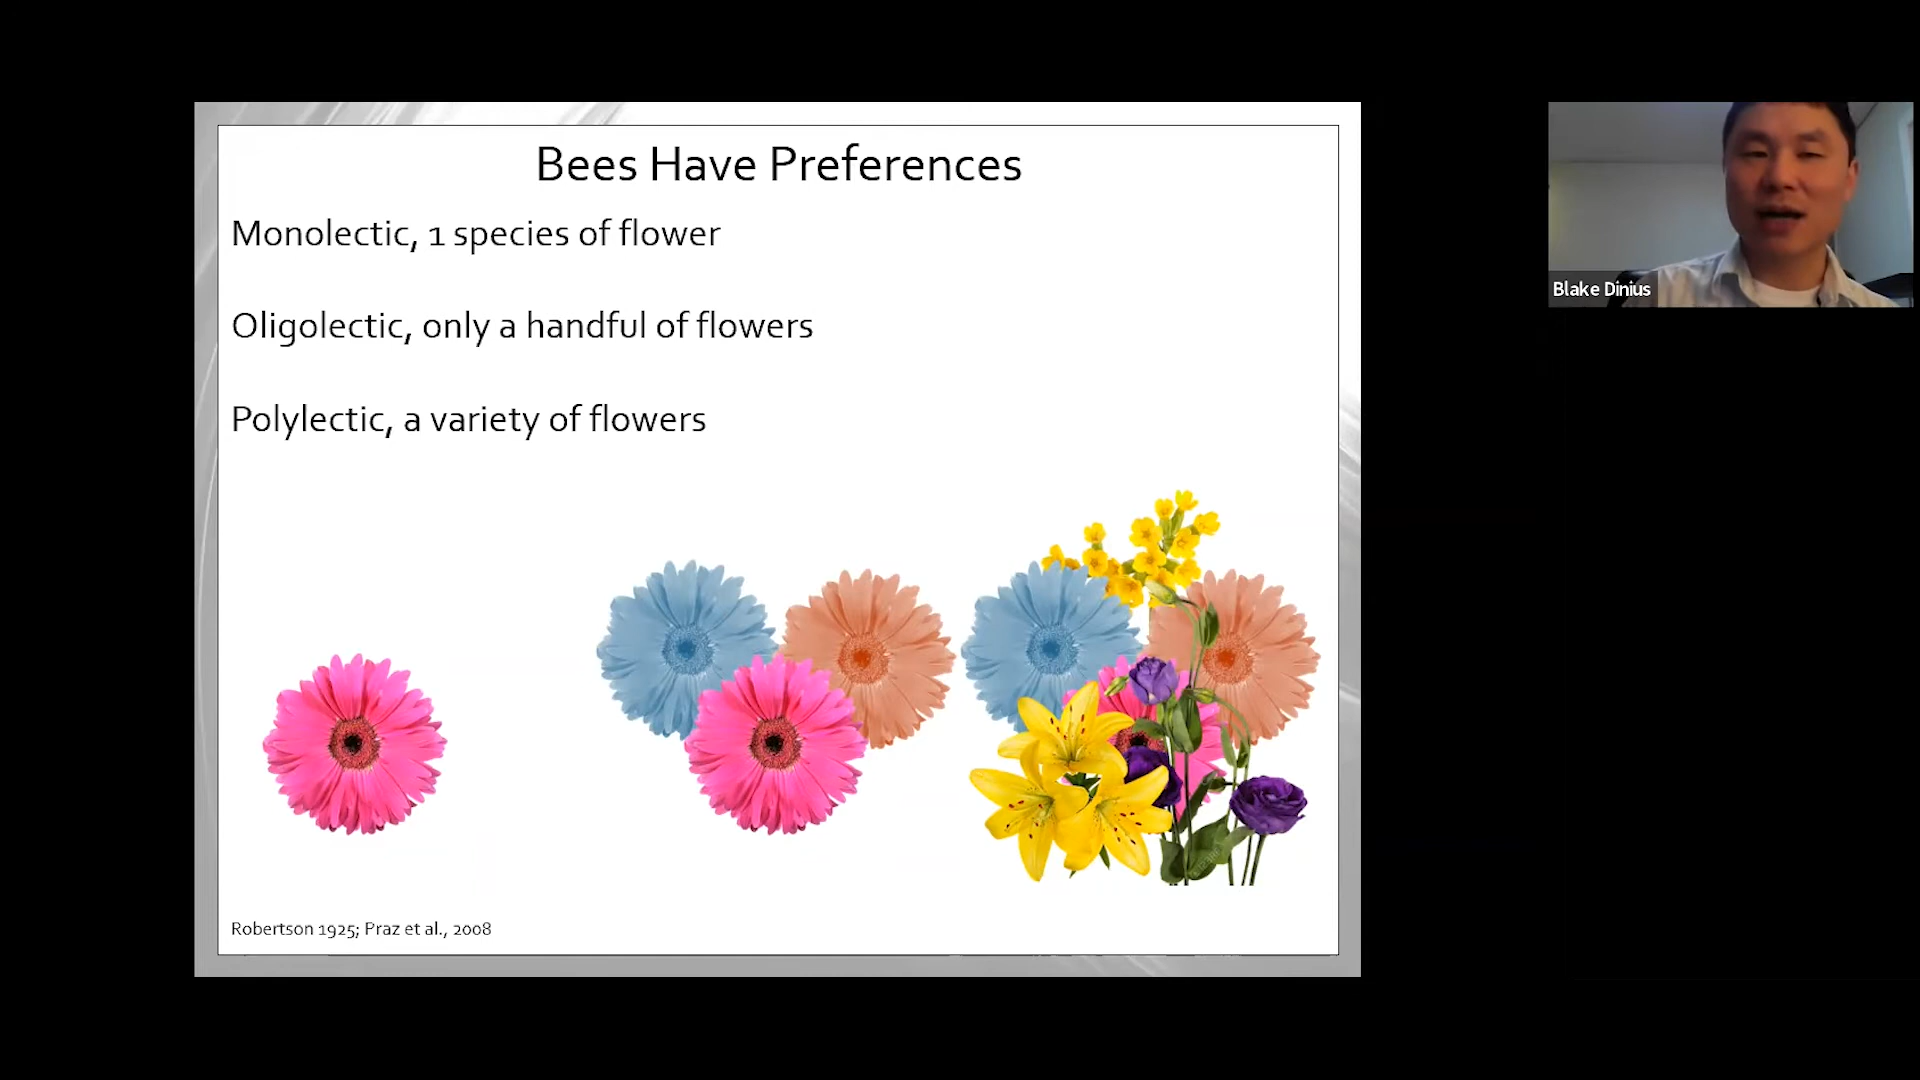 Bees Have Preferences
Monolectic, 1 species of flower
Oligolectic, only a handful of flowers
Polylectic, a variety of flowers
Robertson 1925; Praz et al., 2008
Blake Dinius